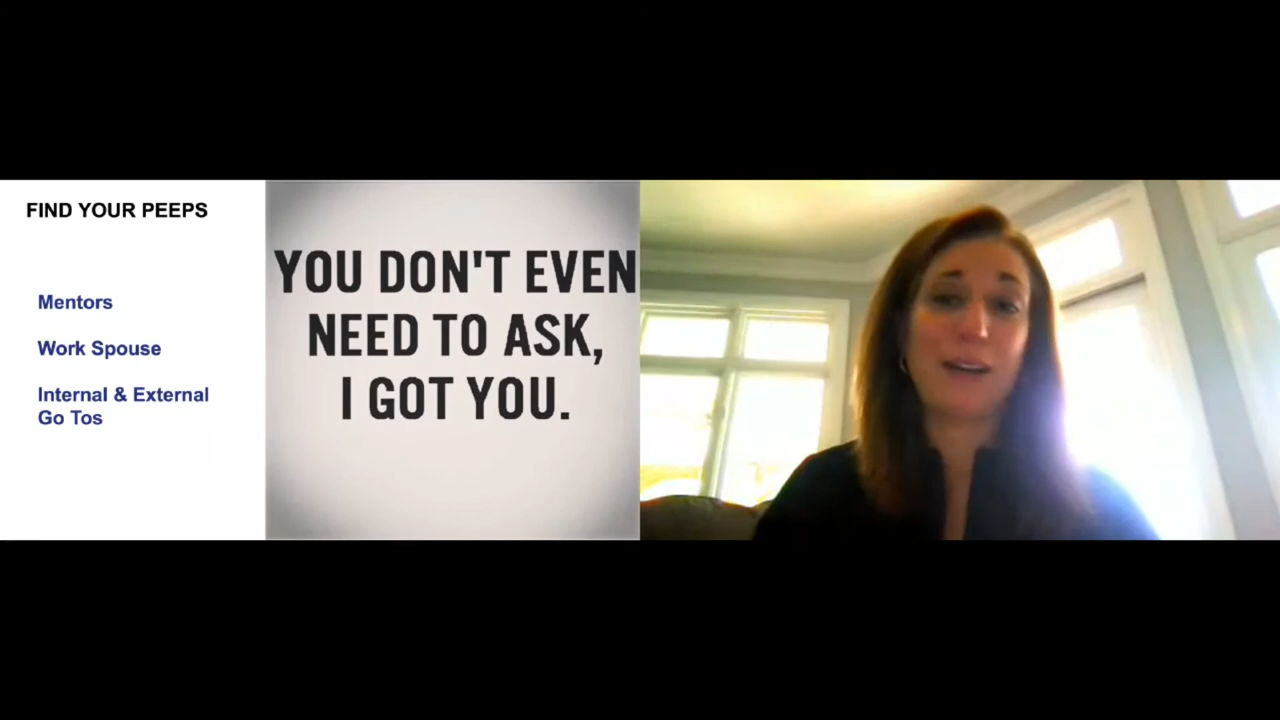 FIND YOUR PEEPS
Mentors
Work Spouse
Internal & External
Go Tos
YOU DON'T EVEN
NEED TO ASK,
I GOT YOU.